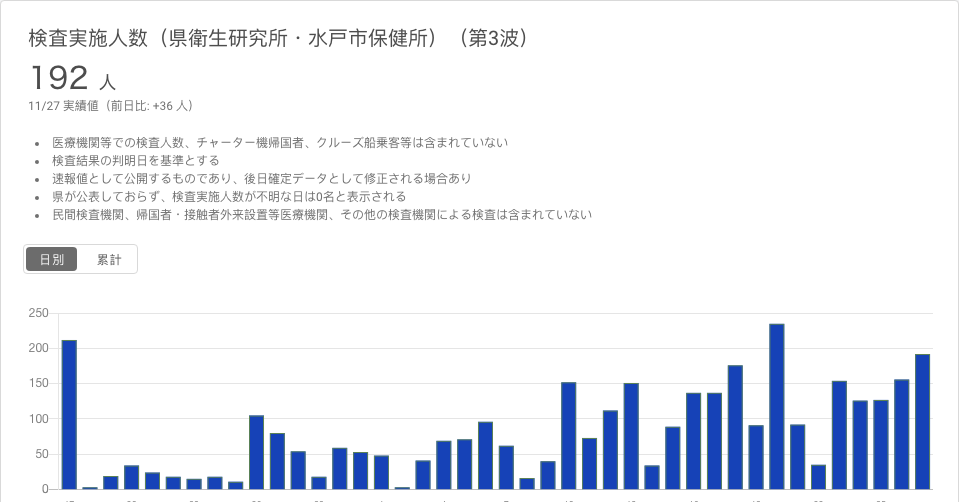 検査実施人数（県衛生研究所・水戸市保健所）（第3波）
192 人
11/27 実績値（前日比: +36 人）
医療機関等での検査人数、チャーター機帰国者、クルーズ船乗客等は含まれていない
検査結果の判明日を基準とする
速報値として公開するものであり、後日確定データとして修正される場合あり
県が公表しておらず、検査実施人数が不明な日は0名と表示される
民間検査機関、帰国者・接触者外来設置等医療機関、その他の検査機関による検査は含まれていない
日別 累計
250
200
150
100
50
0